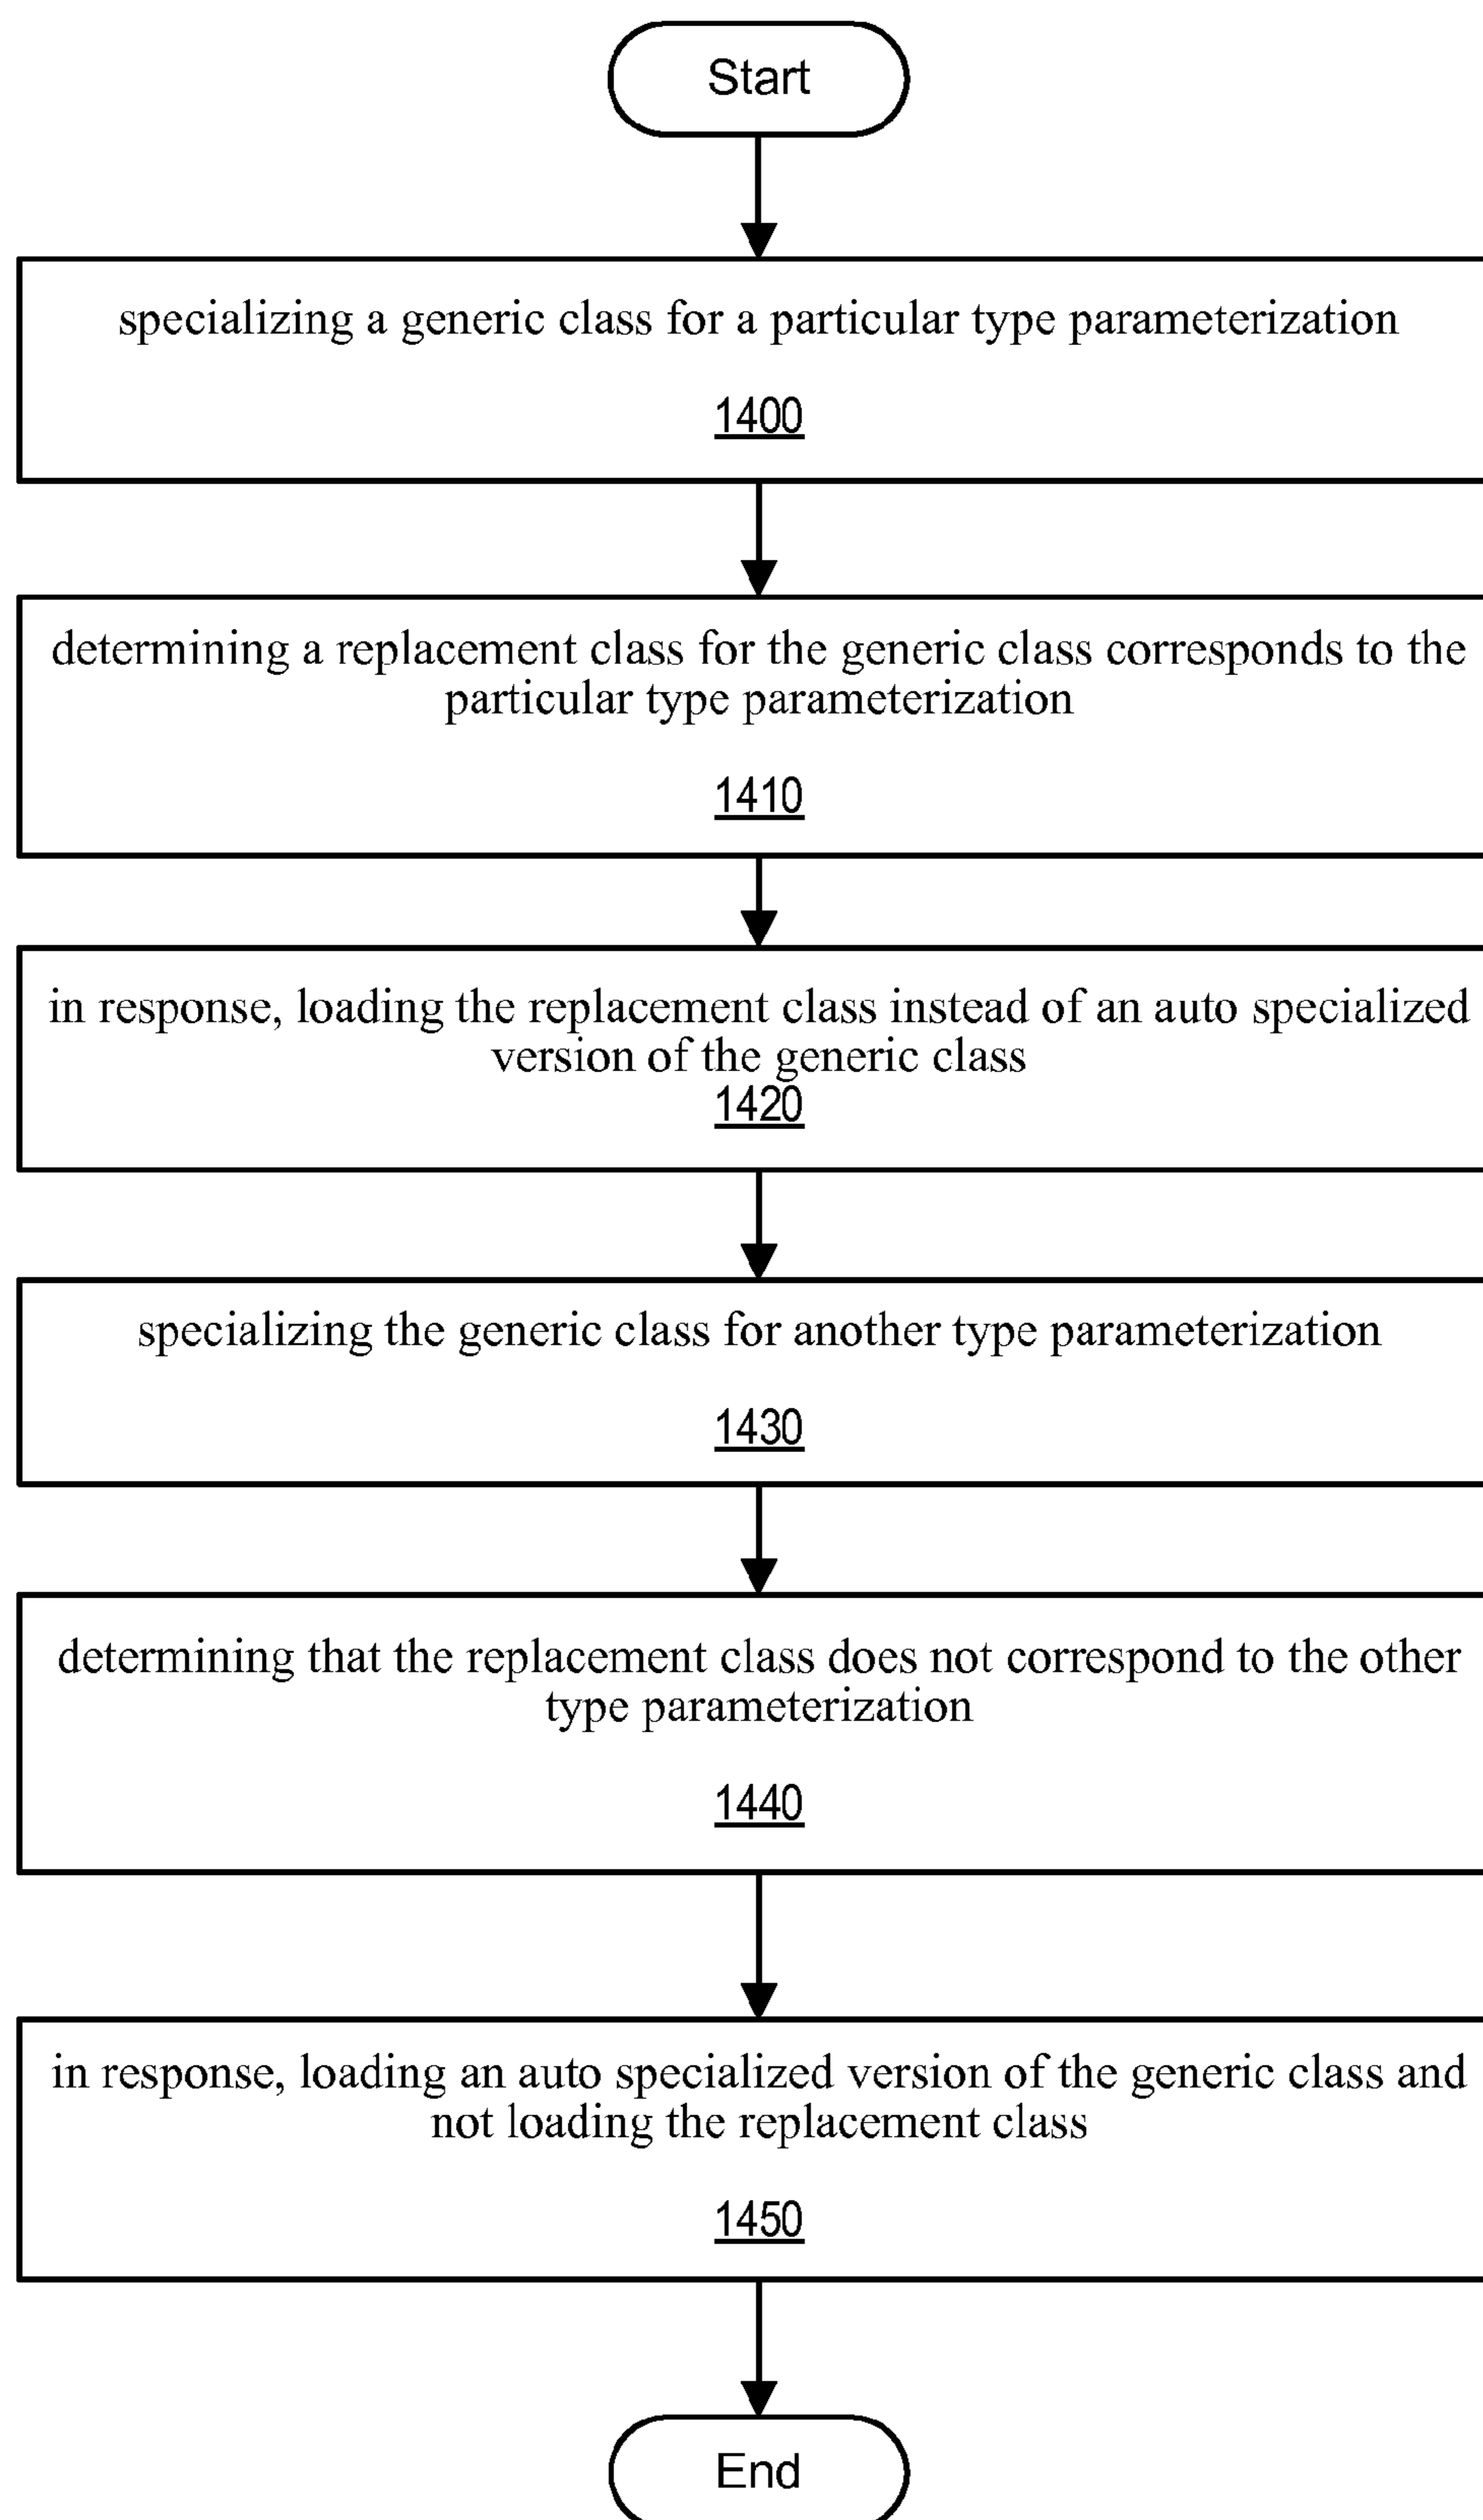 Start
specializing a generic class for a particular type parameterization
1400
determining a replacement class for the generic class corresponds to the
particular type parameterization
1410
in response, loading the replacement class instead of an auto specialized
version of the generic class
1420
specializing the generic class for another type parameterization
1430
determining that the replacement class does not correspond to the other
type parameterization
1440
in response, loading an auto specialized version of the generic class and
not loading the replacement class
1450
End